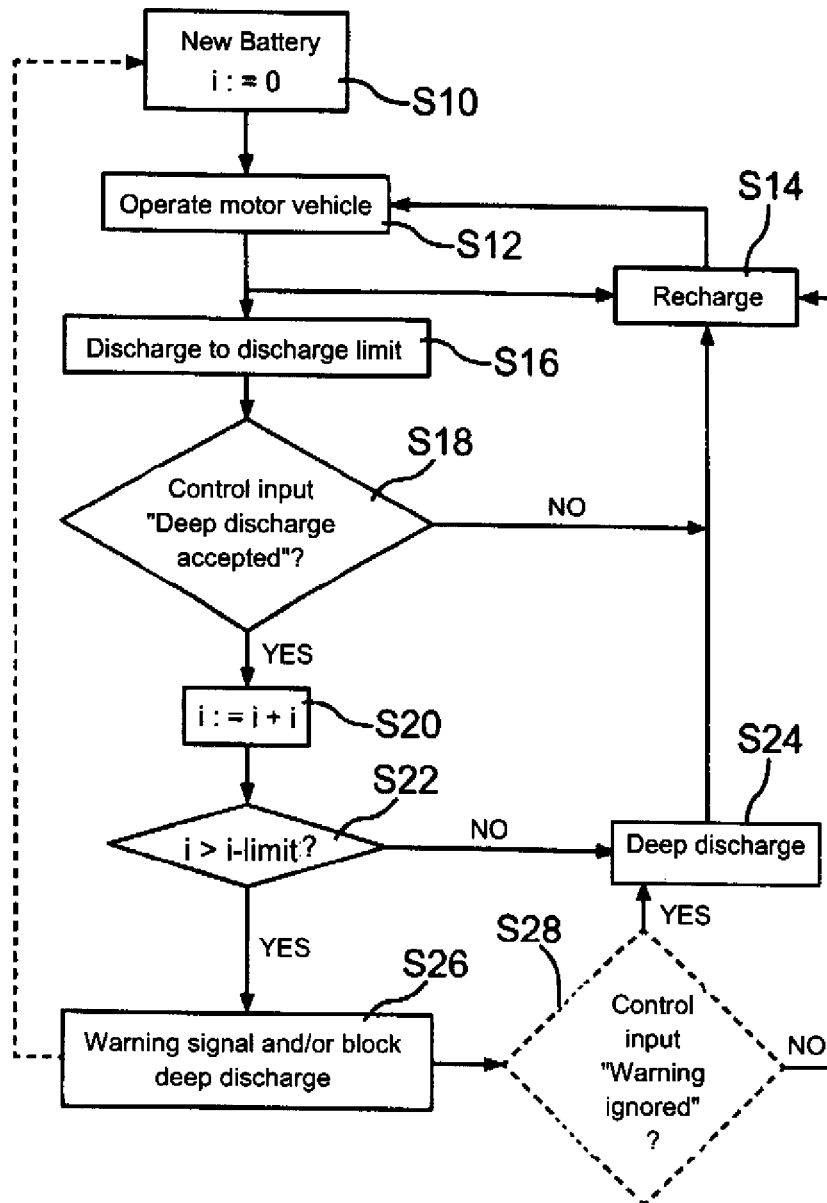 New Battery
i : = 0
S10
Operate motor vehicle
S12
S14
Recharge
Discharge to discharge limit
S16
S18
Control input
"Deep discharge
accepted"?
NO
YES
i : = i + i
S20
S22
i > i-limit?
NO
S24
Deep discharge
YES
YES
S26
Warning signal and/or block
deep discharge
S28
Control
input
"Warning
ignored"
?
NO